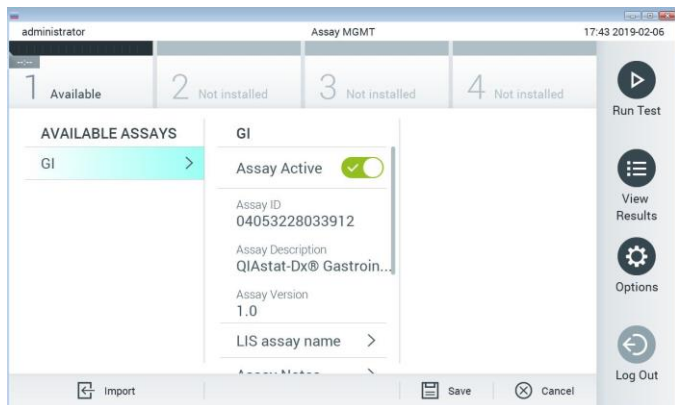 administrator Assay MGMT 17:43 2019-02-06
--:--
1 Available 2 Not installed 3 Not installed 4 Not installed
Run Test
AVAILABLE ASSAYS GI
GI Assay Active
View Results
Assay ID
04053228033912
Assay Description
QIAstat-Dx® Gastroin...
Options
Assay Version
1.0
LIS assay name
Assay Notes
Log Out
Import Save Cancel